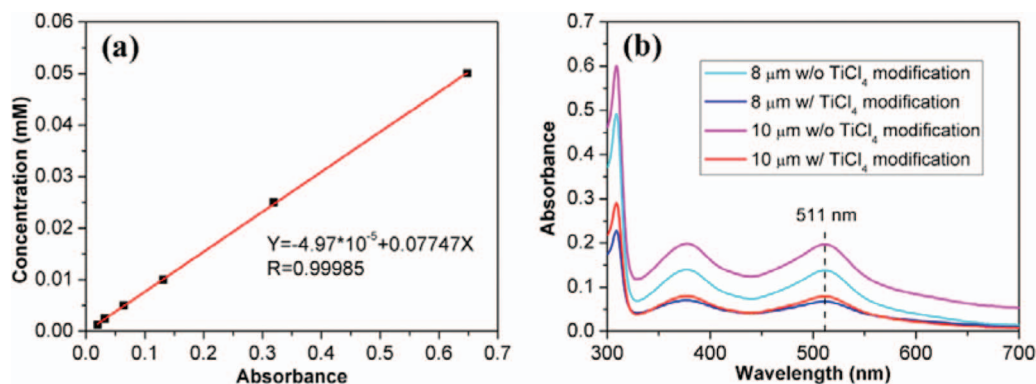 (a)
0.06
0.05
0.04
0.03
0.02
0.01
0.00
Concentration (mM)
Y=-4.97*10⁻⁵+0.07747X
R=0.99985
0.0 0.1 0.2 0.3 0.4 0.5 0.6 0.7
Absorbance
(b)
0.7
0.6
0.5
0.4
0.3
0.2
0.1
0.0
Absorbance
8 μm w/o TiCl₄ modification
8 μm w/ TiCl₄ modification
10 μm w/o TiCl₄ modification
10 μm w/ TiCl₄ modification
511 nm
300 400 500 600 700
Wavelength (nm)